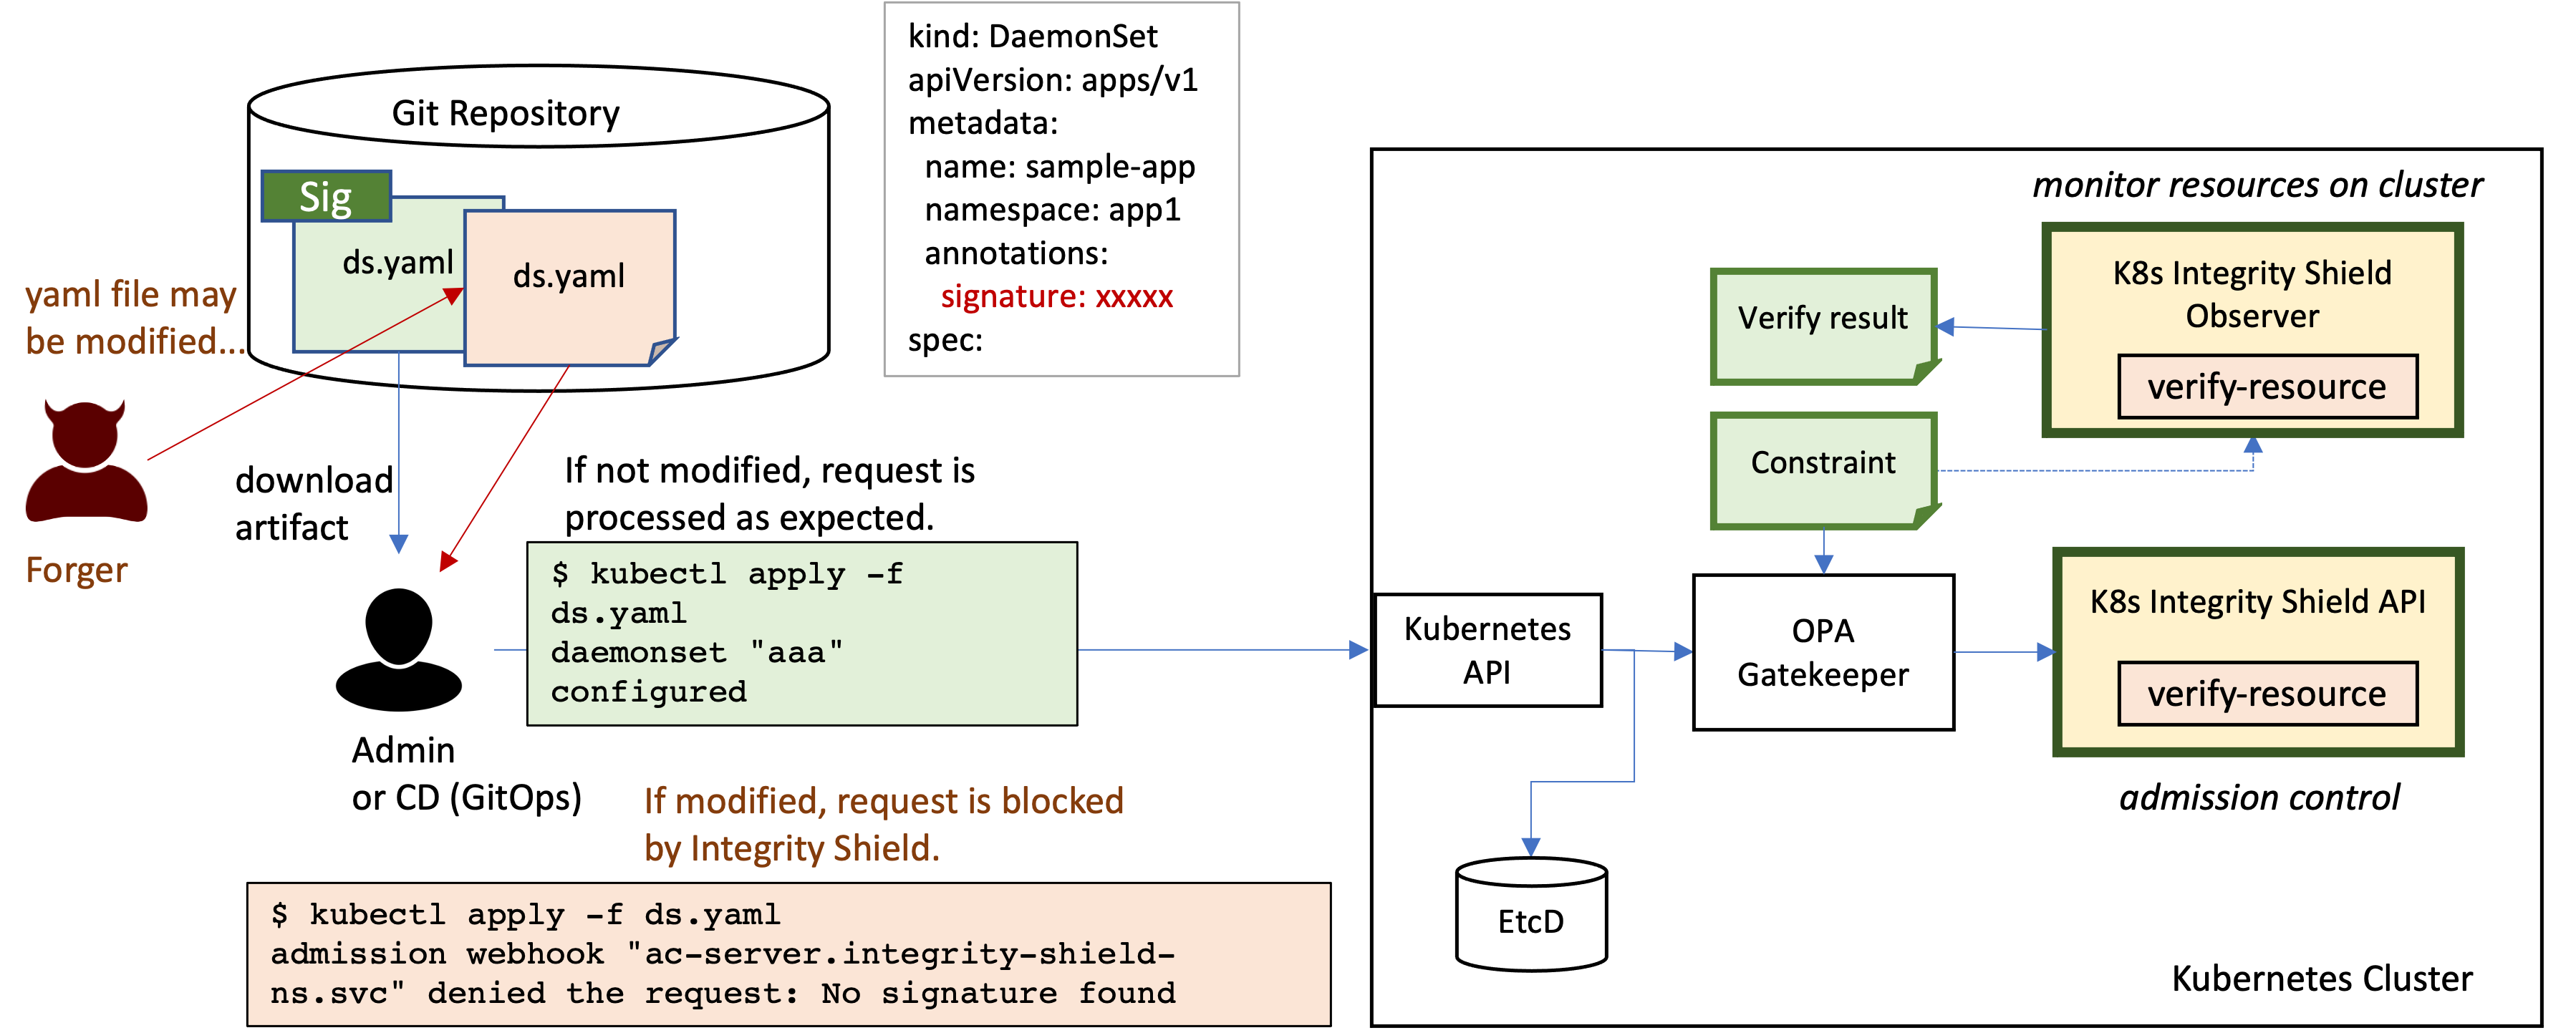 Git Repository
Sig
ds.yaml
ds.yaml
yaml file may
be modified...
Forger
download
artifact
Admin
or CD (GitOps)
kind: DaemonSet
apiVersion: apps/v1
metadata:
name: sample-app
namespace: app1
annotations:
signature: xxxxx
spec:
If not modified, request is
processed as expected.
$ kubectl apply -f
ds.yaml
daemonset "aaa"
configured
If modified, request is blocked
by Integrity Shield.
$ kubectl apply -f ds.yaml
admission webhook "ac-server.integrity-shield-
ns.svc" denied the request: No signature found
monitor resources on cluster
K8s Integrity Shield
Observer
verify-resource
Verify result
Constraint
Kubernetes
API
OPA
Gatekeeper
K8s Integrity Shield API
verify-resource
admission control
EtcD
Kubernetes Cluster